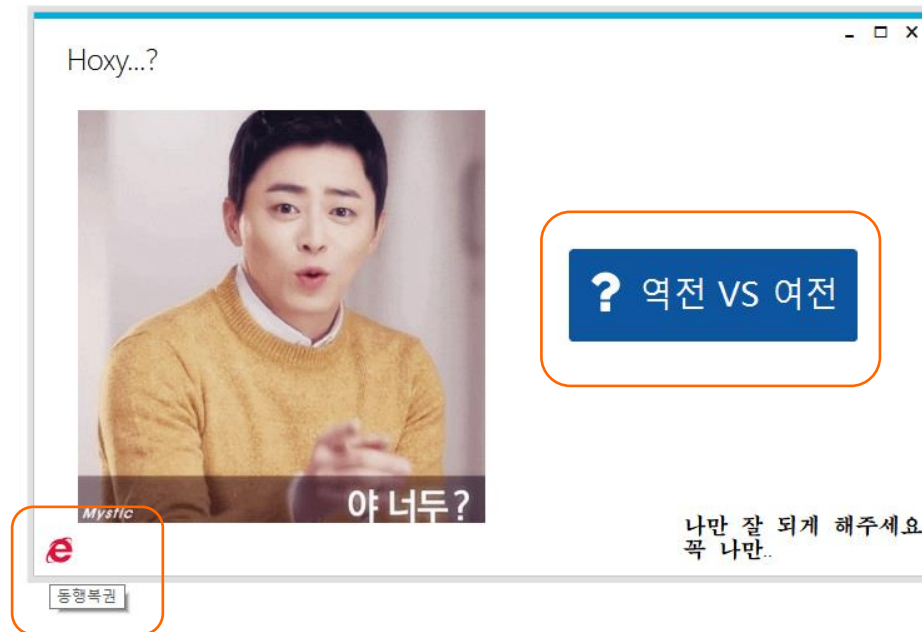 Hoxy...?
? 역전 VS 여전
Mystic
야 너두?
나만 잘 되게 해주세요
꼭 나만..
e
동행복권